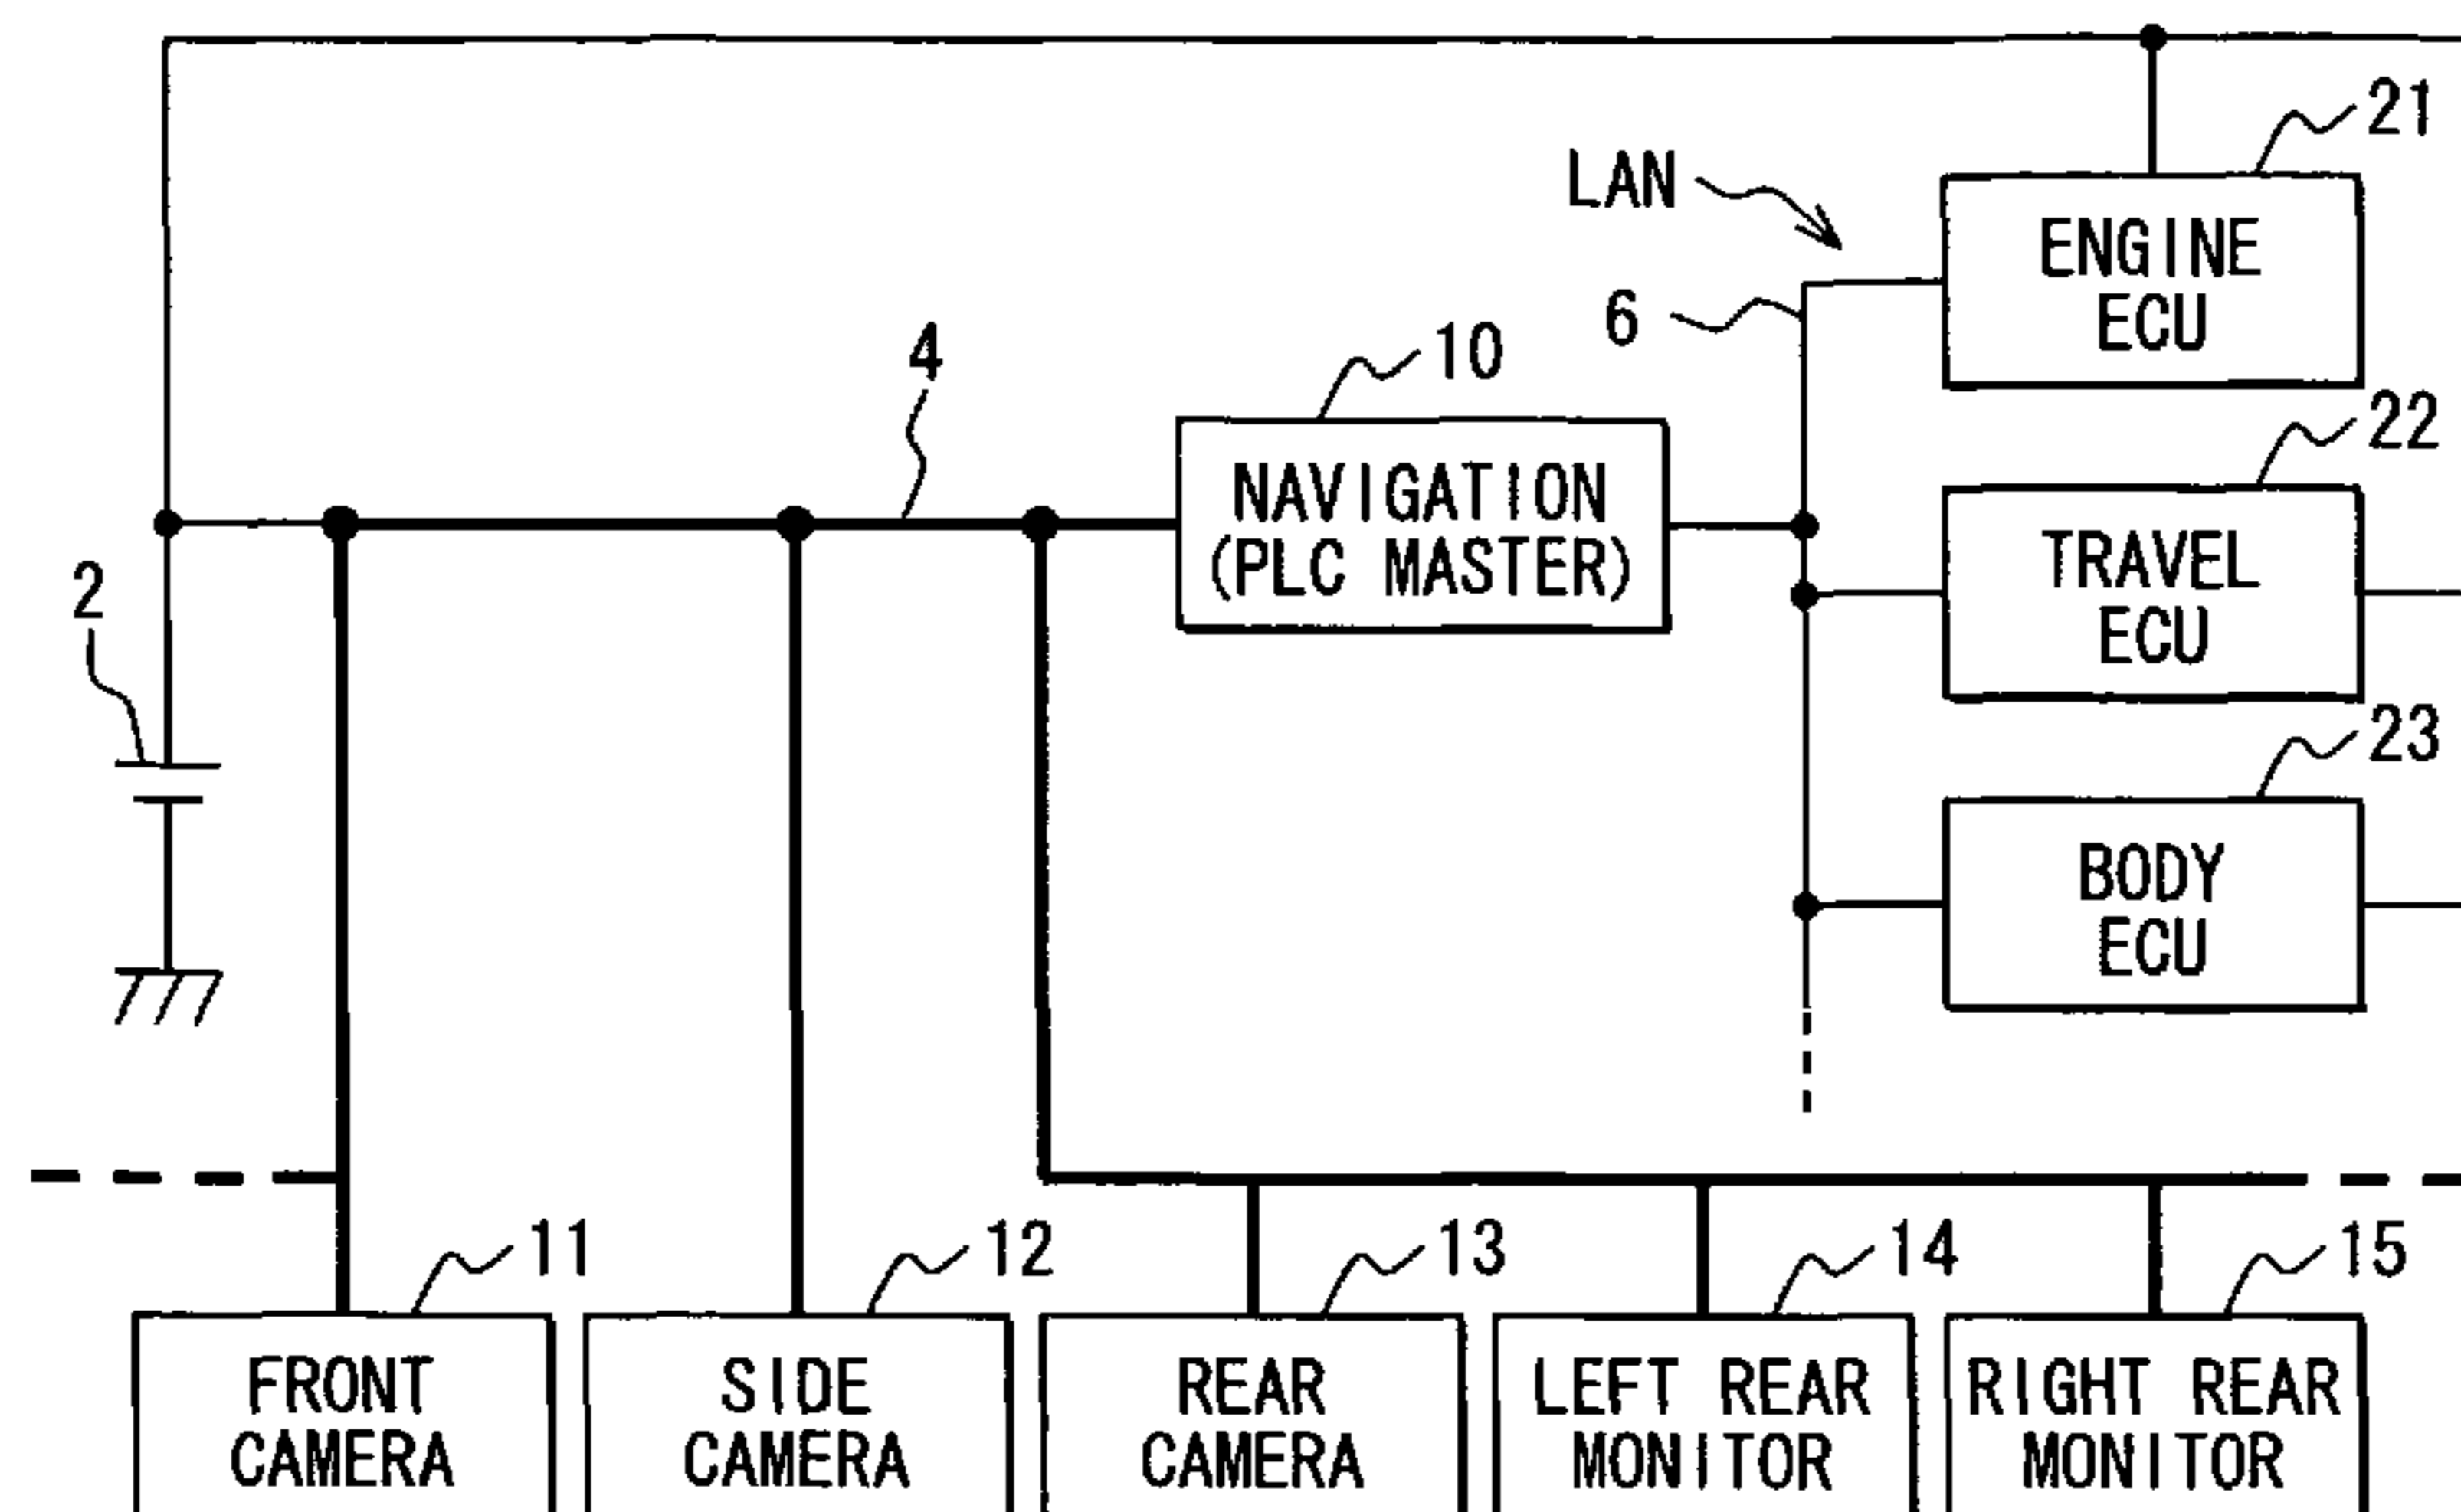 21
LAN
ENGINE
ECU
6
4
10
22
NAVIGATION
(PLC MASTER)
TRAVEL
ECU
2
23
BODY
ECU
11
12
13
14
15
FRONT
CAMERA
SIDE
CAMERA
REAR
CAMERA
LEFT REAR
MONITOR
RIGHT REAR
MONITOR